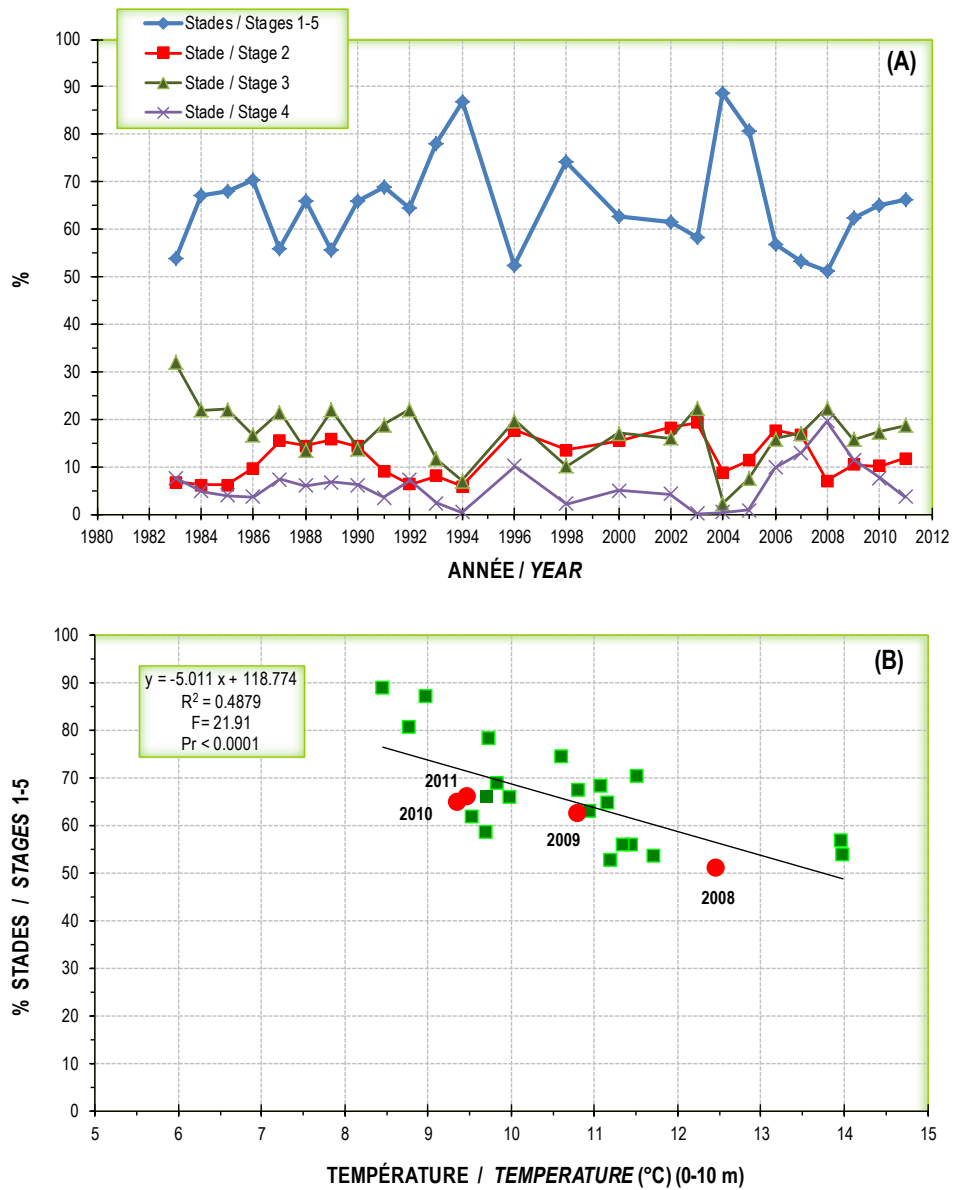 Stades / Stages 1-5
Stade / Stage 2
Stade / Stage 3
Stade / Stage 4
(A)
100
90
80
70
60
50
40
30
20
10
0
%
1980 1982 1984 1986 1988 1990 1992 1994 1996 1998 2000 2002 2004 2006 2008 2010 2012
ANNÉE / YEAR
(B)
y = -5.011 x + 118.774
R² = 0.4879
F= 21.91
Pr < 0.0001
100
90
80
70
60
50
40
30
20
10
0
% STADES / STAGES 1-5
2011
2010
2009
2008
5 6 7 8 9 10 11 12 13 14 15
TEMPÉRATURE / TEMPERATURE (°C) (0-10 m)